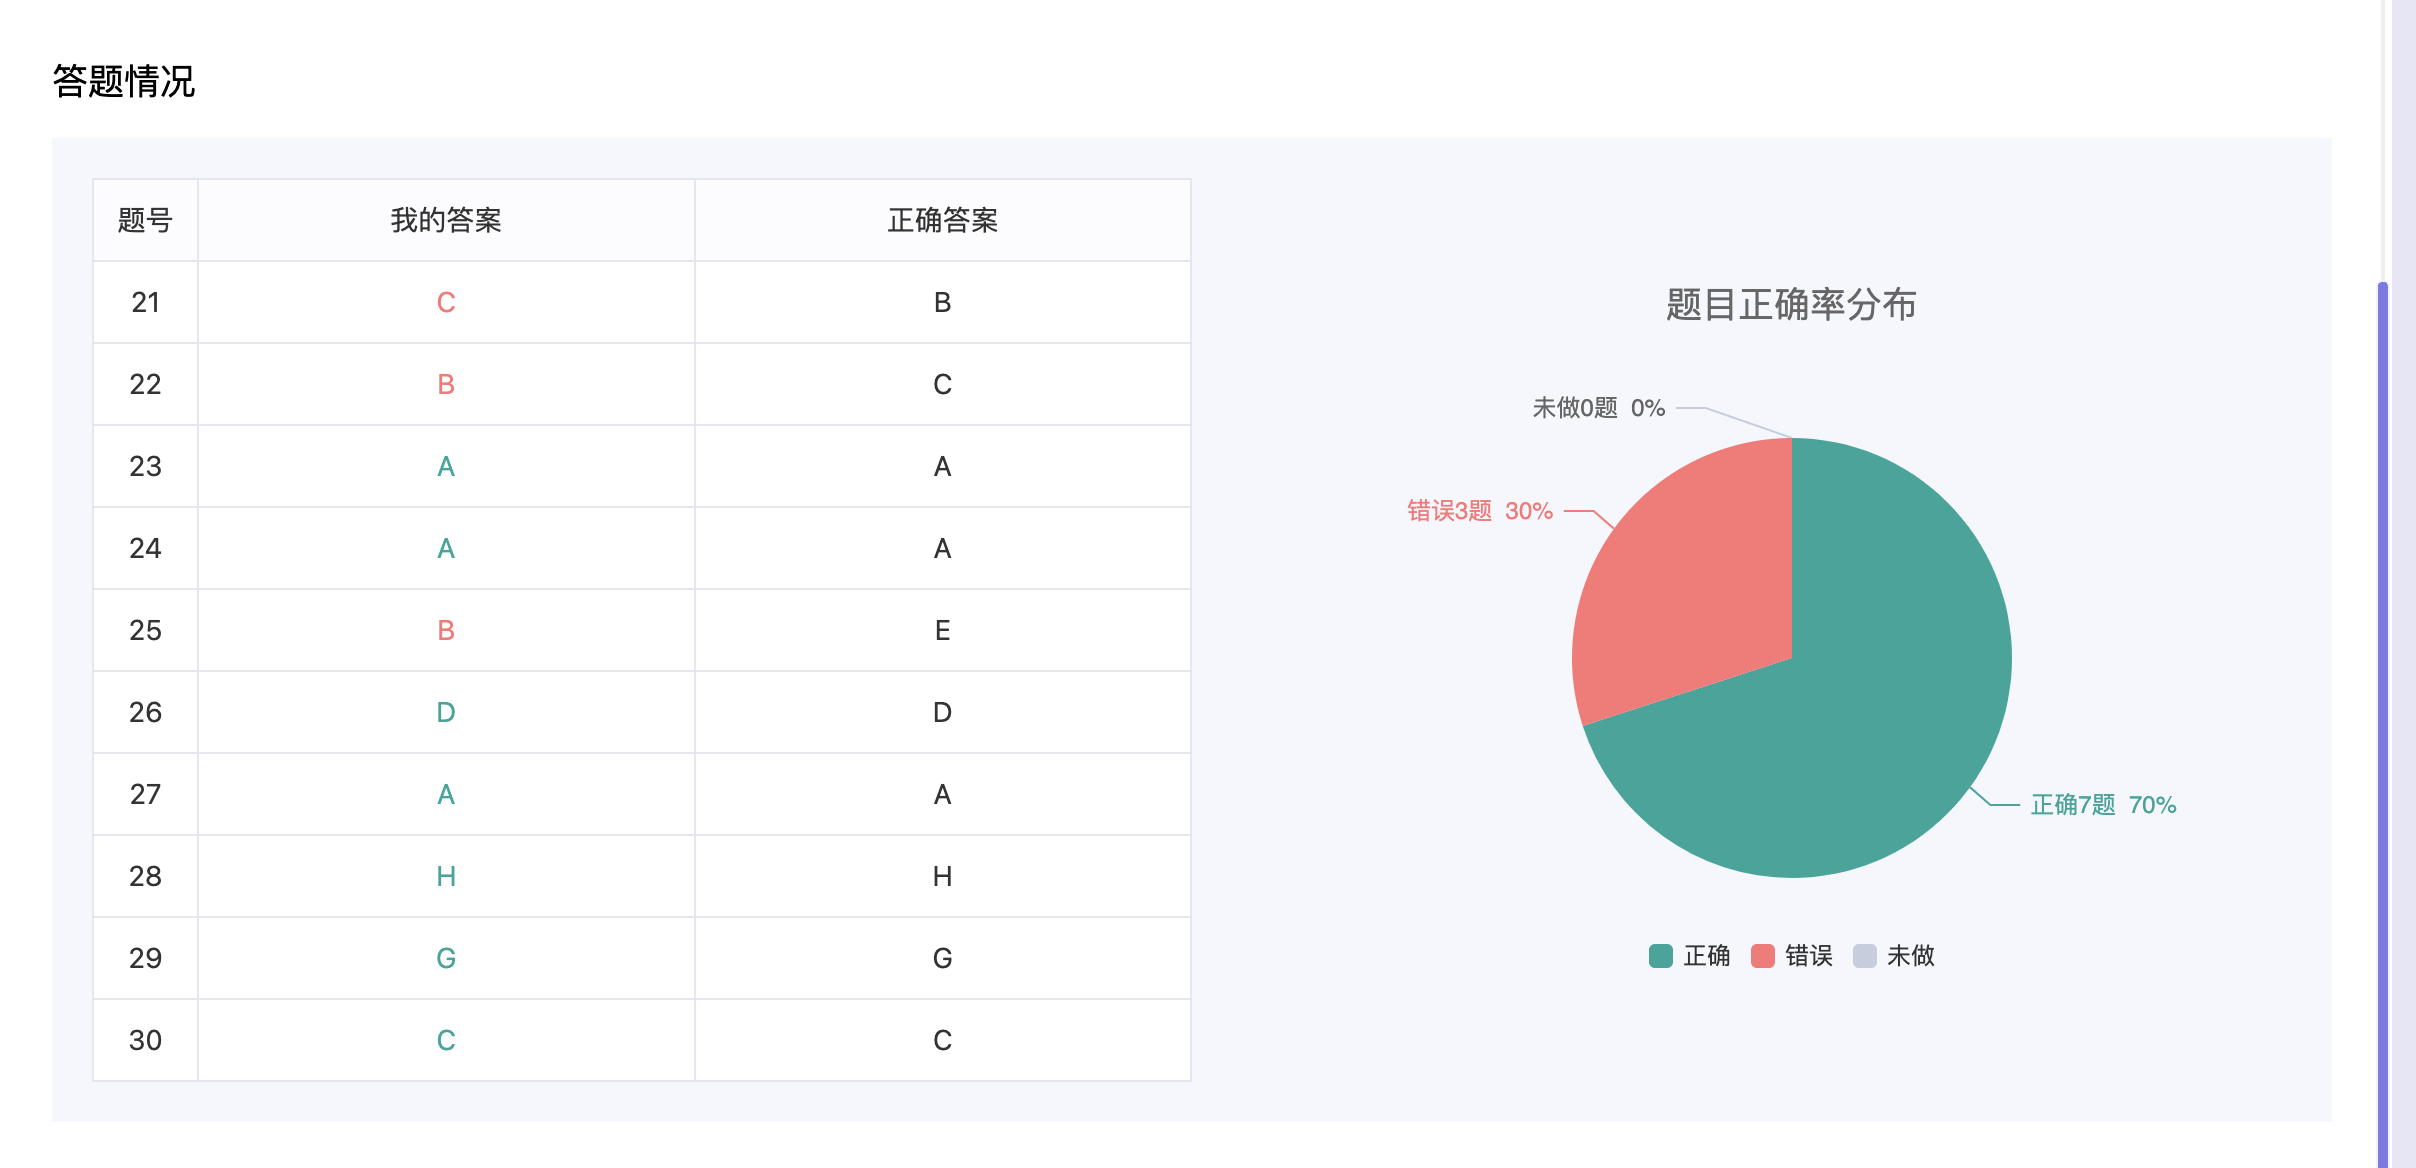 答题情况
题号 我的答案 正确答案
21 C B
22 B C
23 A A
24 A A
25 B E
26 D D
27 A A
28 H H
29 G G
30 C C
题目正确率分布
未做0题 0%
错误3题 30%
正确7题 70%
正确 错误 未做